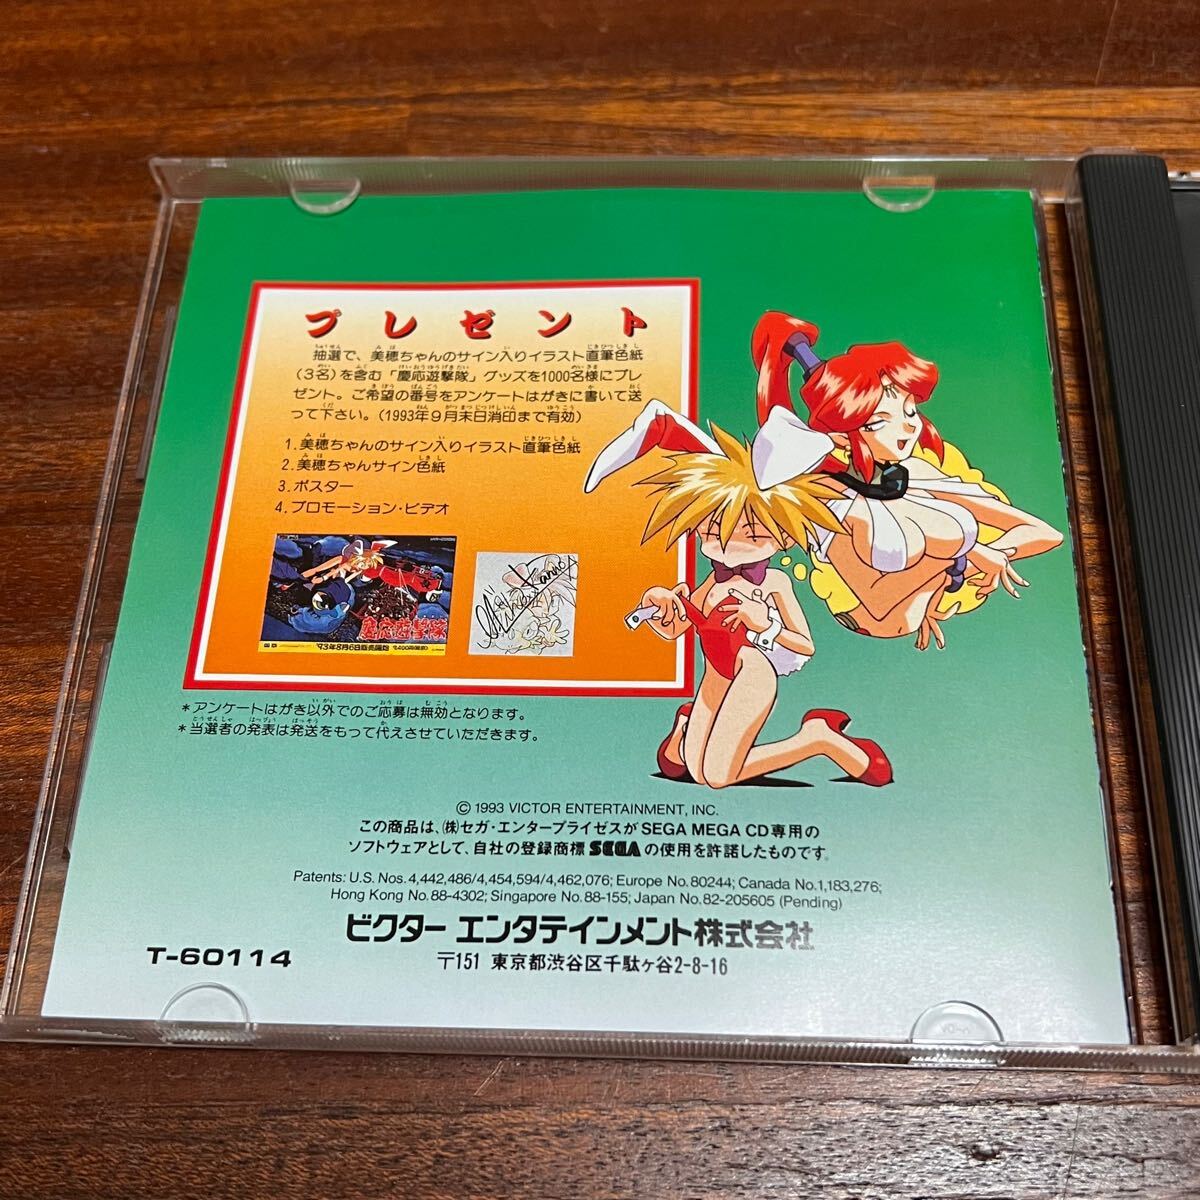 プレゼント
抽選で、美穂ちゃんのサイン入りイラスト直筆色紙
(3名)を含む「慶応遊撃隊」グッズを1000名様にプレ
ゼント。ご希望の番号をアンケートはがきに書いて送
って下さい。(1993年9月末日消印まで有効)
1.美穂ちゃんのサイン入りイラスト直筆色紙
2.美穂ちゃんサイン色紙
3.ポスター
4.プロモーション・ビデオ
慶応遊撃隊
'93年8月6日発売開始
*アンケートはがき以外でのご応募は無効となります。
*当選者の発表は発送をもって代えさせていただきます。
© 1993 VICTOR ENTERTAINMENT, INC.
この商品は、(株)セガ・エンタープライゼスがSEGA MEGA CD専用の
ソフトウェアとして、自社の登録商標SEGAの使用を許諾したものです。
Patents: U.S. Nos. 4,442,486/4,454,594/4,462,076; Europe No. 80244; Canada No. 1,183,276;
Hong Kong No. 88-4302; Singapore No. 88-155; Japan No. 82-205605 (Pending)
ビクター エンタテインメント株式会社
T-60114
〒151 東京都渋谷区千駄ヶ谷2-8-16